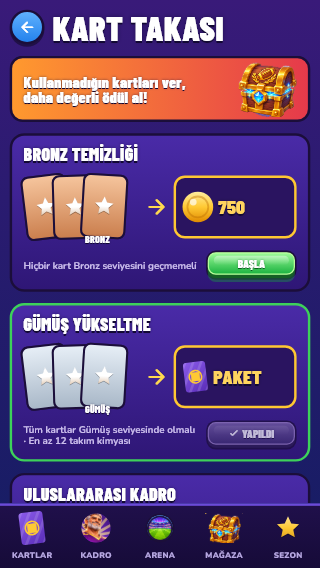 KART TAKASI
Kullanmadığın kartları ver,
daha değerli ödül al!
BRONZ TEMİZLİĞİ
BRONZ
750
Hiçbir kart Bronz seviyesini geçmemeli
BAŞLA
GÜMÜŞ YÜKSELTME
GÜMÜŞ
PAKET
Tüm kartlar Gümüş seviyesinde olmalı
· En az 12 takım kimyası
YAPILDI
ULUSLARARASI KADRO
KARTLAR
KADRO
ARENA
MAĞAZA
SEZON